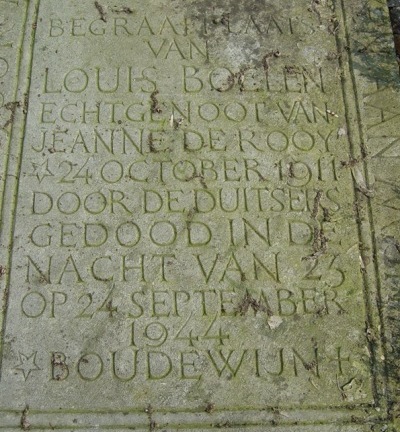 BEGRAAFPLAATS
VAN
LOUIS BOELEN
ECHTGENOOT VAN
JEANNE DE ROOY
☆ 24 OCTOBER 1911
DOOR DE DUITSERS
GEDOOD IN DE
NACHT VAN 23
OP 24 SEPTEMBER
1944
☆ BOUDEWIJN +